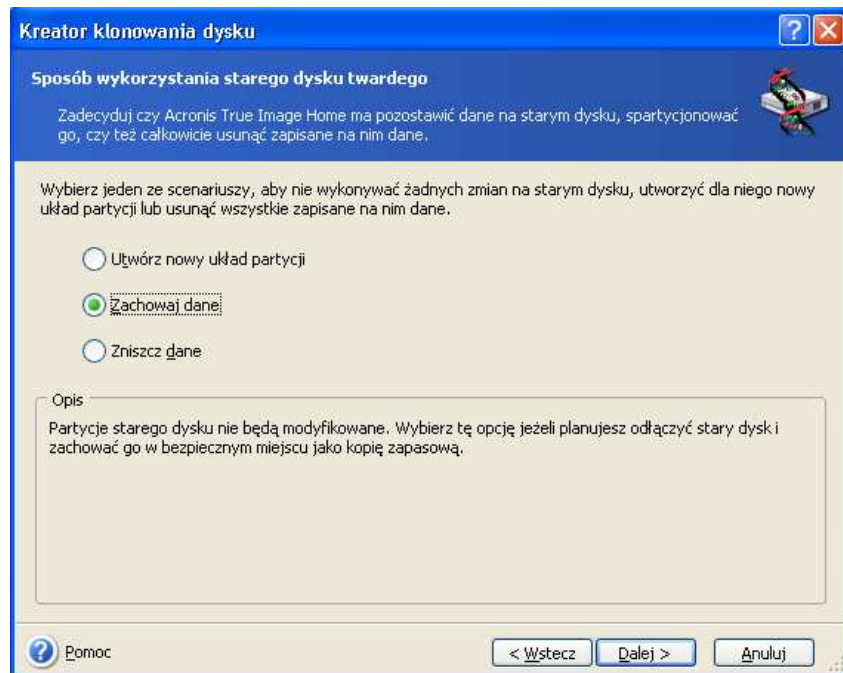 Kreator klonowania dysku
Sposób wykorzystania starego dysku twardego
Zadecyduj czy Acronis True Image Home ma pozostawić dane na starym dysku, spartycjonować
go, czy też całkowicie usunąć zapisane na nim dane.
Wybierz jeden ze scenariuszy, aby nie wykonywać żadnych zmian na starym dysku, utworzyć dla niego nowy
układ partycji lub usunąć wszystkie zapisane na nim dane.
Utwórz nowy układ partycji
Zachowaj dane
Zniszcz dane
Opis
Partycje starego dysku nie będą modyfikowane. Wybierz tę opcję jeżeli planujesz odłączyć stary dysk i
zachować go w bezpiecznym miejscu jako kopię zapasową.
Pomoc
< Wstecz
Dalej >
Anuluj